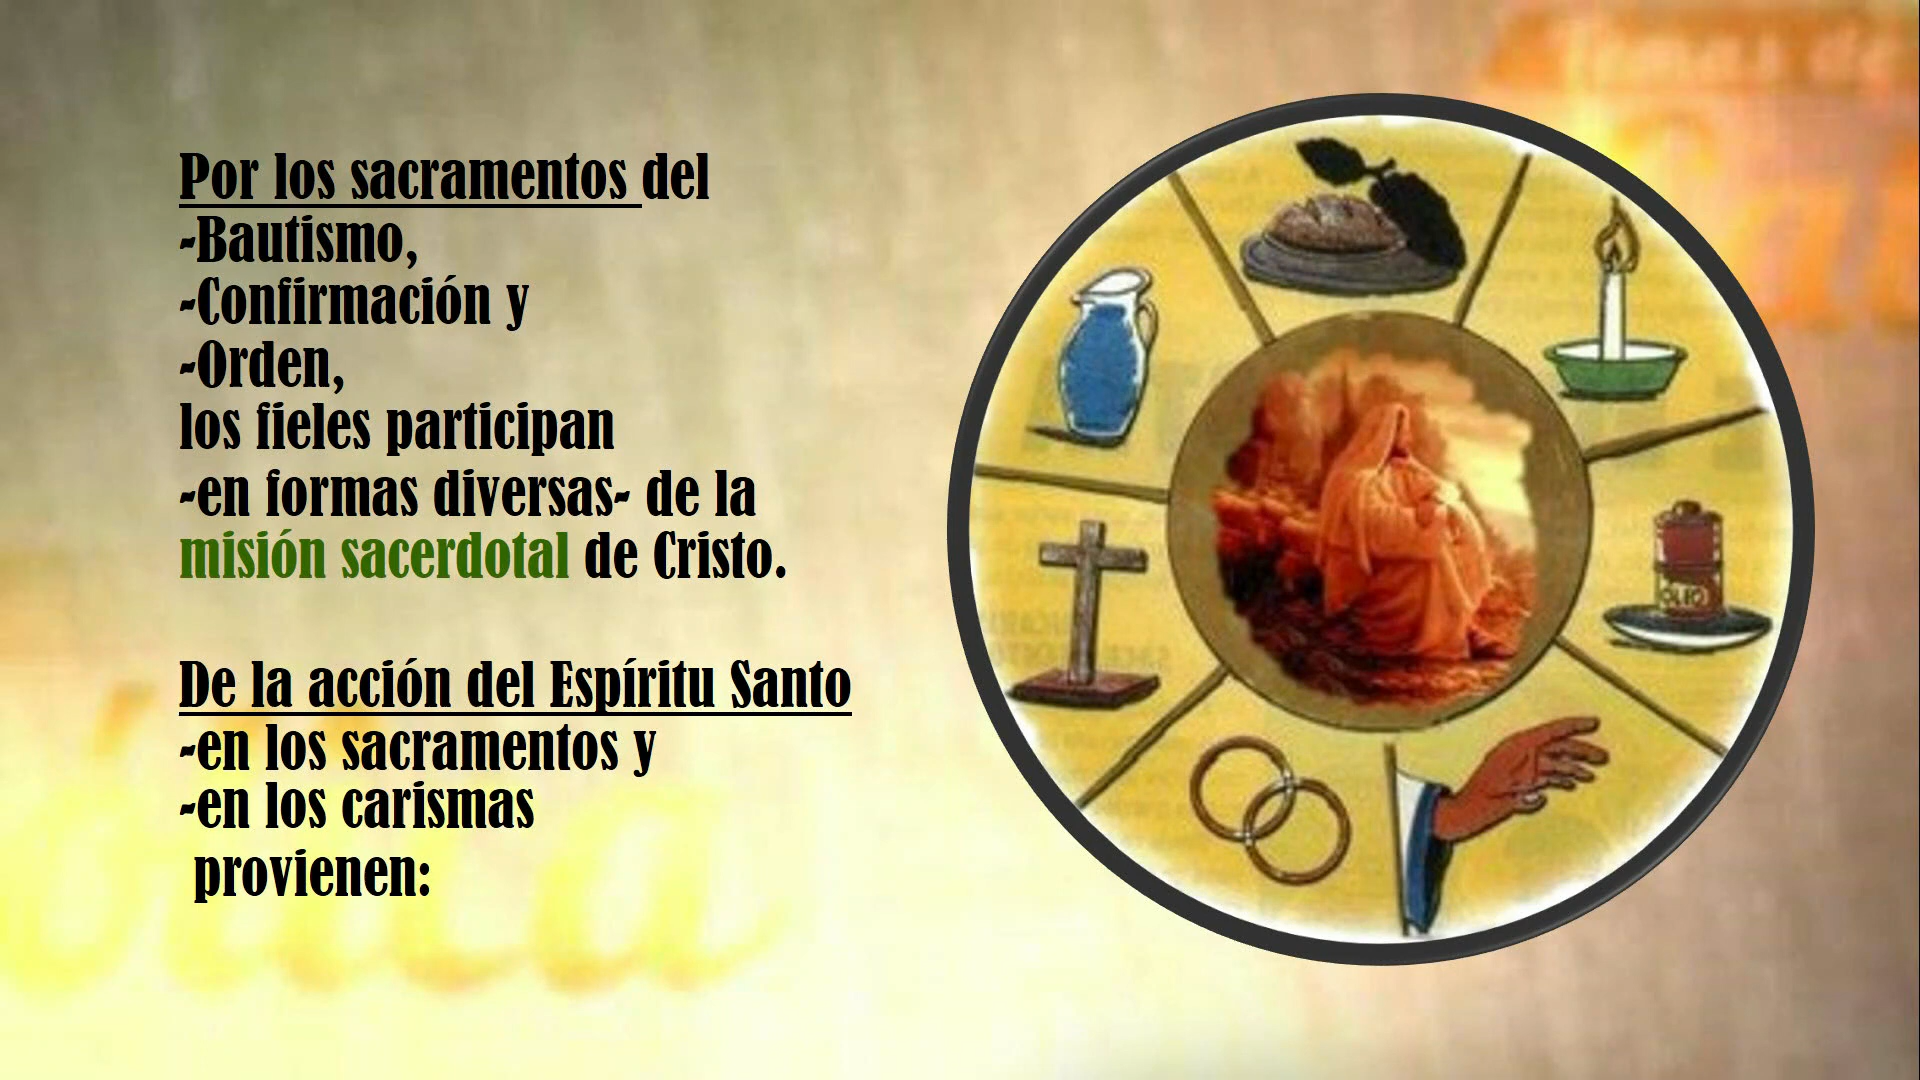 Por los sacramentos del
-Bautismo,
-Confirmación y
-Orden,
los fieles participan
-en formas diversas- de la
misión sacerdotal de Cristo.
De la acción del Espíritu Santo
-en los sacramentos y
-en los carismas
provienen:
OLIO